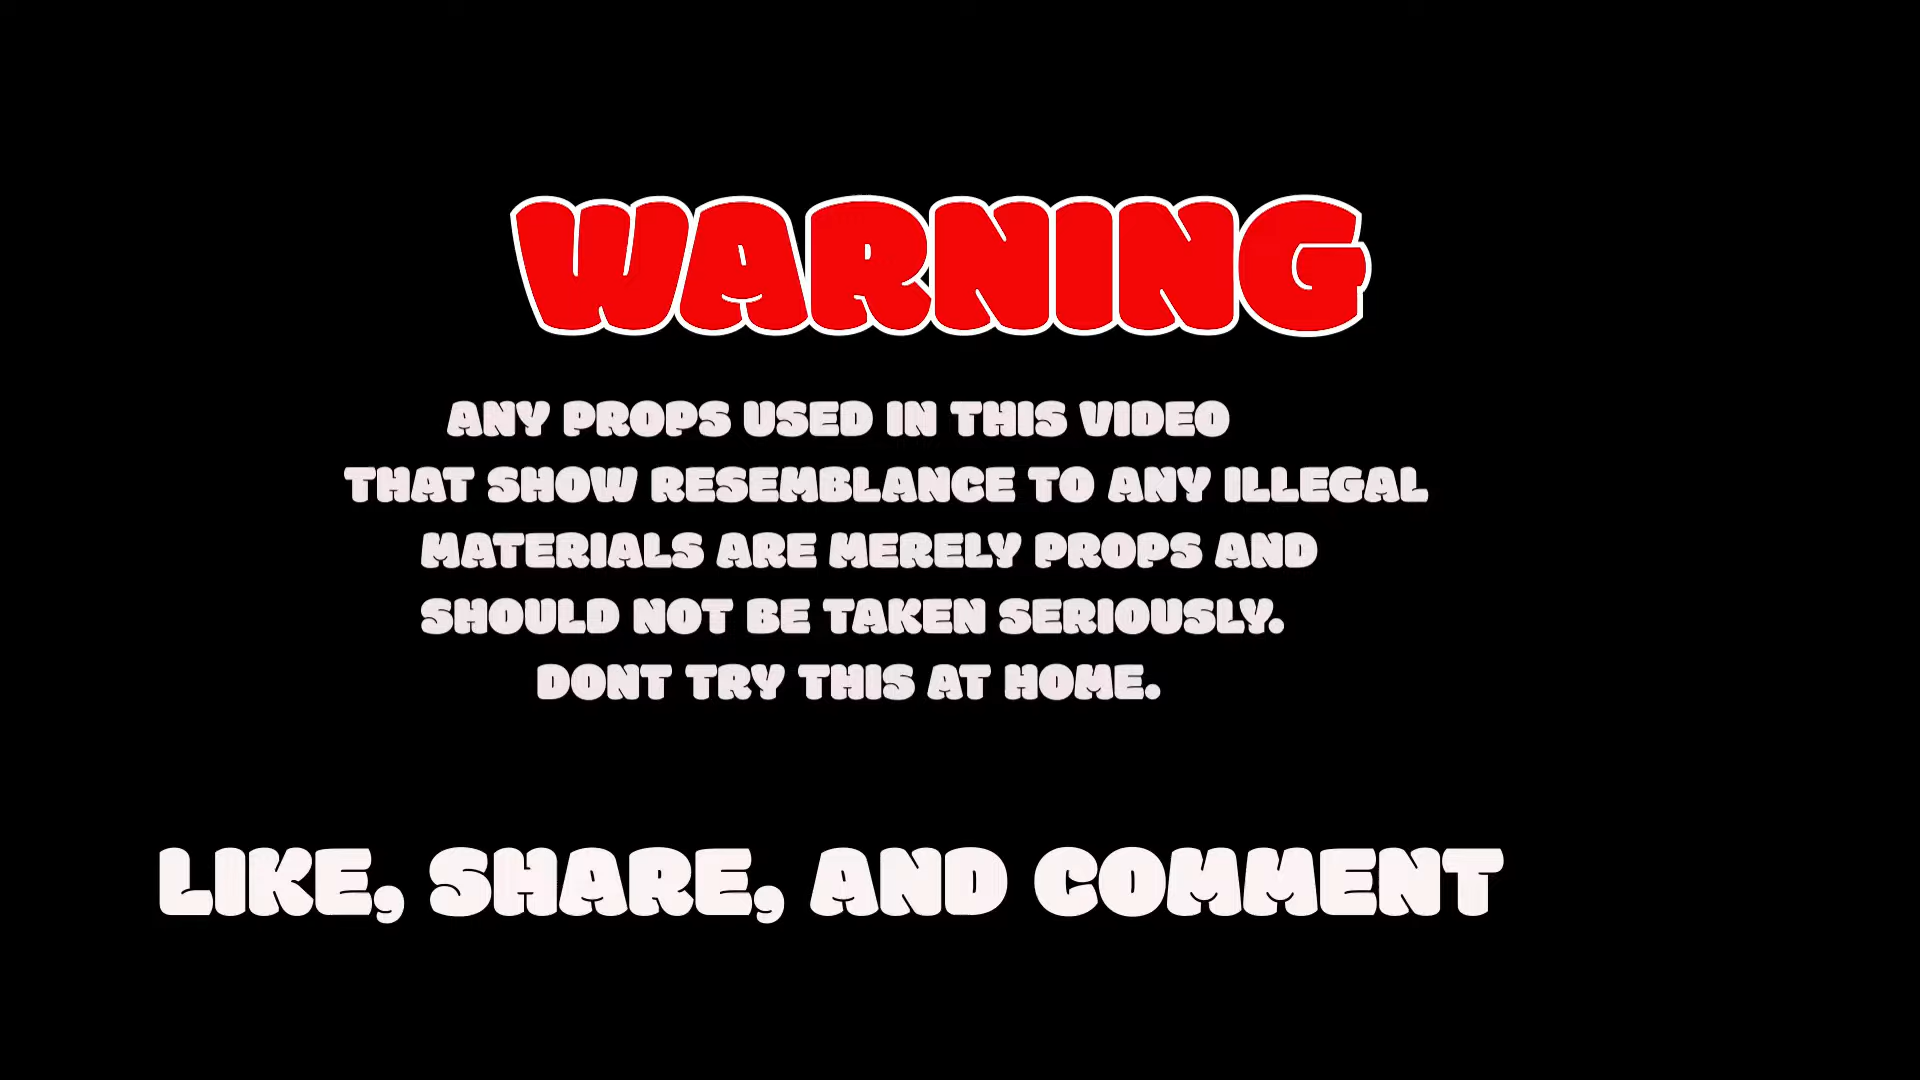 WARNING
ANY PROPS USED IN THIS VIDEO
THAT SHOW RESEMBLANCE TO ANY ILLEGAL
MATERIALS ARE MERELY PROPS AND
SHOULD NOT BE TAKEN SERIOUSLY.
DONT TRY THIS AT HOME.
LIKE, SHARE, AND COMMENT